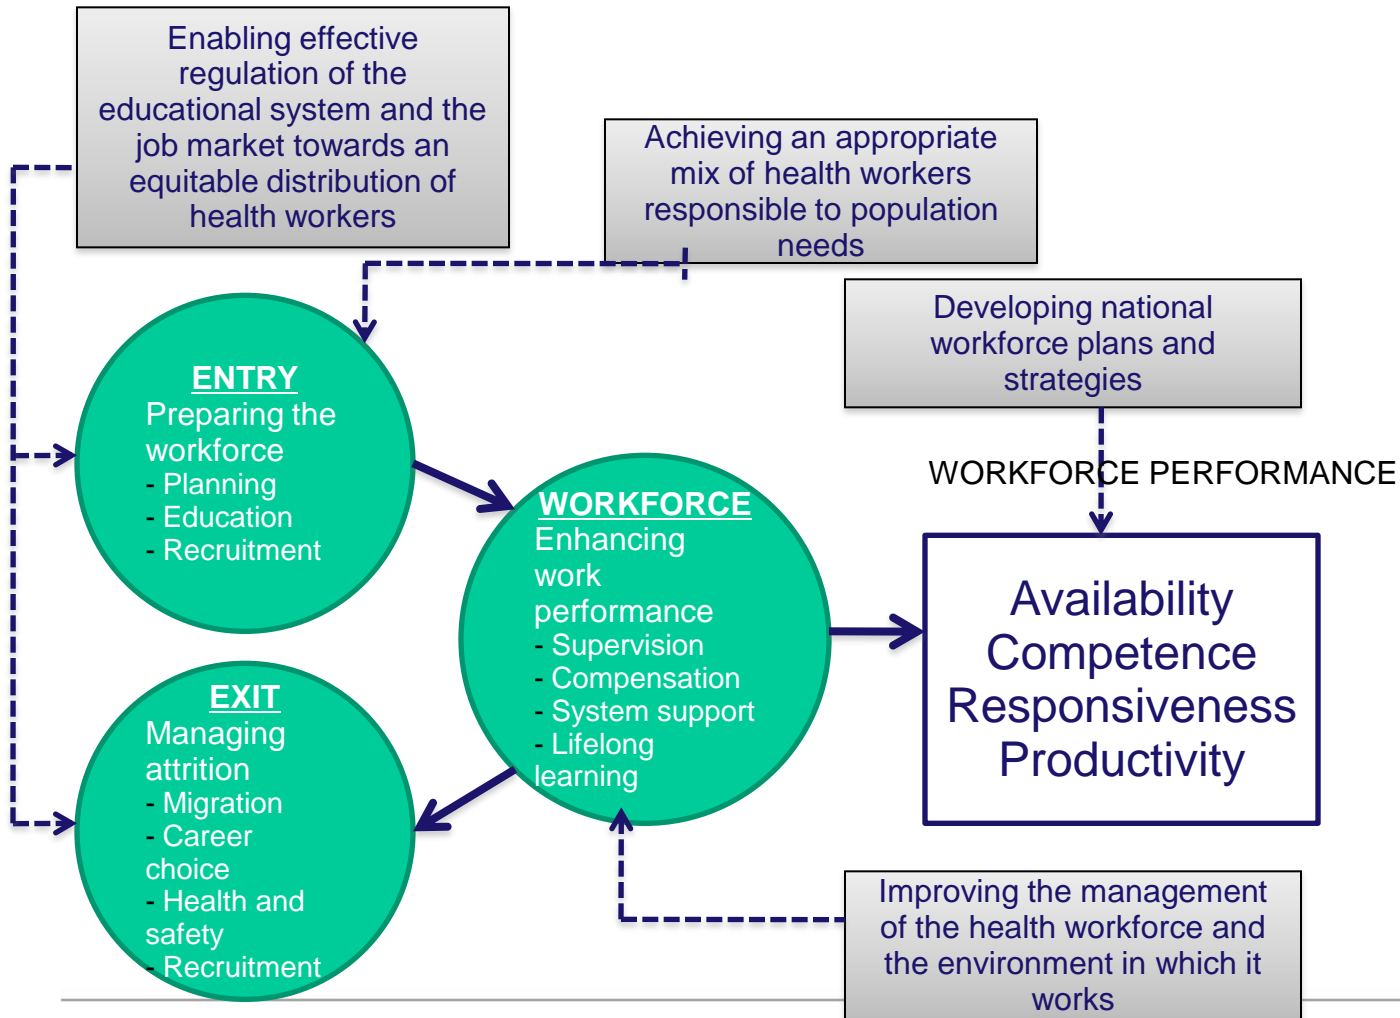 Enabling effective
regulation of the
educational system and the
job market towards an
equitable distribution of
health workers
Achieving an appropriate
mix of health workers
responsible to population
needs
Developing national
workforce plans and
strategies
ENTRY
Preparing the
workforce
- Planning
- Education
- Recruitment
WORKFORCE PERFORMANCE
WORKFORCE
Enhancing
work
performance
- Supervision
- Compensation
- System support
- Lifelong
learning
Availability
Competence
Responsiveness
Productivity
EXIT
Managing
attrition
- Migration
- Career
choice
- Health and
safety
- Recruitment
Improving the management
of the health workforce and
the environment in which it
works